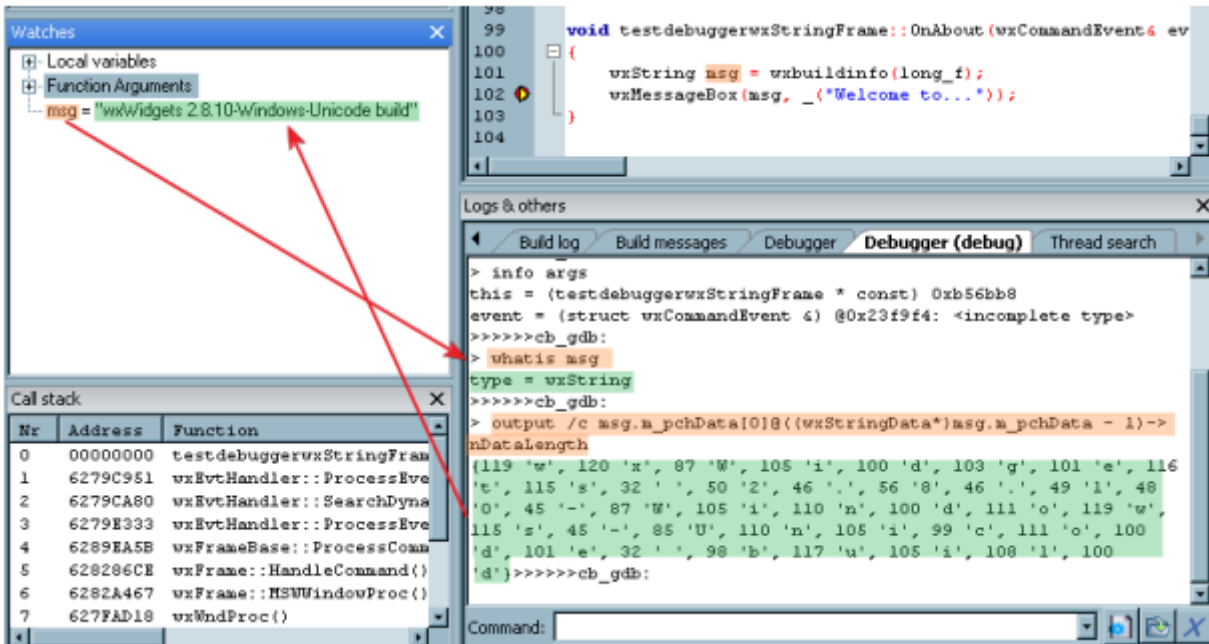 Watches
Local variables
Function Arguments
msg = "wxWidgets 2.8.10-Windows-Unicode build"
98
99 void testdebuggerwxStringFrame::OnAbout(wxCommandEvent& ev
100 {
101 wxString msg = wxbuildinfo(long_f);
102 wxMessageBox(msg, _("Welcome to..."));
103 }
104
Logs & others
Build log Build messages Debugger Debugger (debug) Thread search
> info args
this = (testdebuggerwxStringFrame * const) 0xb56bb8
event = (struct wxCommandEvent &) @0x23f9f4: <incomplete type>
>>>>>>cb_gdb:
> whatis msg
type = wxString
>>>>>>cb_gdb:
> output /c msg.m_pchData[0]@((wxStringData*)msg.m_pchData - 1)->
nDataLength
{119 'w', 120 'x', 87 'W', 105 'i', 100 'd', 103 'g', 101 'e', 116
't', 115 's', 32 ' ', 50 '2', 46 '.', 56 '8', 46 '.', 49 '1', 48
'0', 45 '-', 87 'W', 105 'i', 110 'n', 100 'd', 111 'o', 119 'w',
115 's', 45 '-', 85 'U', 110 'n', 105 'i', 99 'c', 111 'o', 100
'd', 101 'e', 32 ' ', 98 'b', 117 'u', 105 'i', 108 'l', 100
'd'}>>>>>>cb_gdb:
Command:
Call stack
Nr Address Function
0 00000000 testdebuggerwxStringFram
1 6279C951 wxEvtHandler::ProcessEve
2 6279CA80 wxEvtHandler::SearchDyna
3 6279E333 wxEvtHandler::ProcessEve
4 6289EA5B wxFrameBase::ProcessComm
5 628286CE wxFrame::HandleCommand()
6 6282A467 wxFrame::MSWWindowProc()
7 627FAD18 wxWndProc()